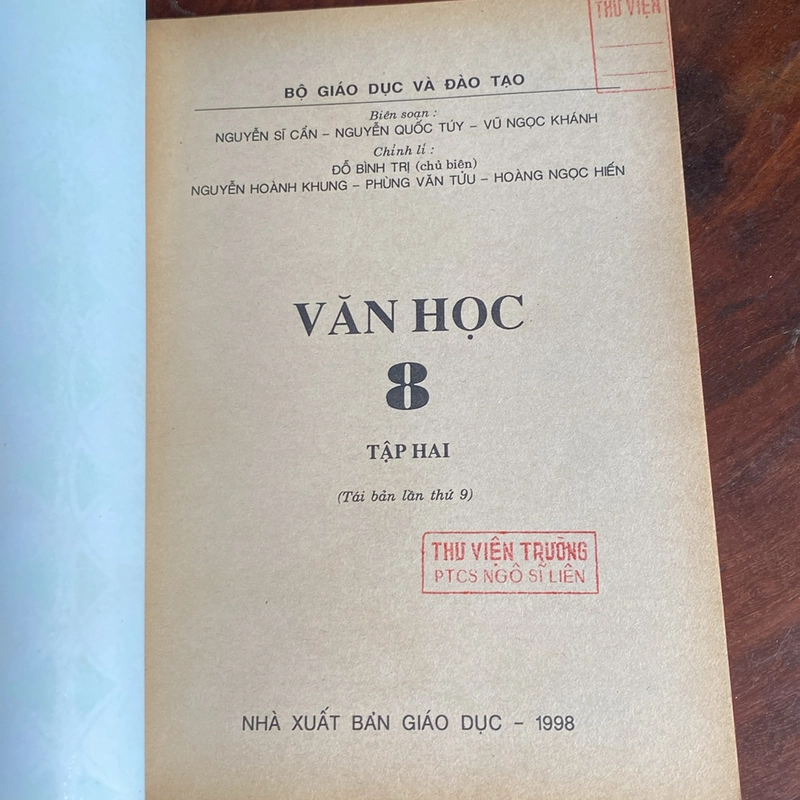 THƯ VIỆN
BỘ GIÁO DỤC VÀ ĐÀO TẠO
Biên soạn :
NGUYỄN SĨ CẨN – NGUYỄN QUỐC TÚY – VŨ NGỌC KHÁNH
Chỉnh lí :
ĐỖ BÌNH TRỊ (chủ biên)
NGUYỄN HOÀNH KHUNG – PHÙNG VĂN TỬU – HOÀNG NGỌC HIẾN
VĂN HỌC
8
TẬP HAI
(Tái bản lần thứ 9)
THƯ VIỆN TRƯỜNG
PTCS NGÔ SĨ LIÊN
NHÀ XUẤT BẢN GIÁO DỤC – 1998